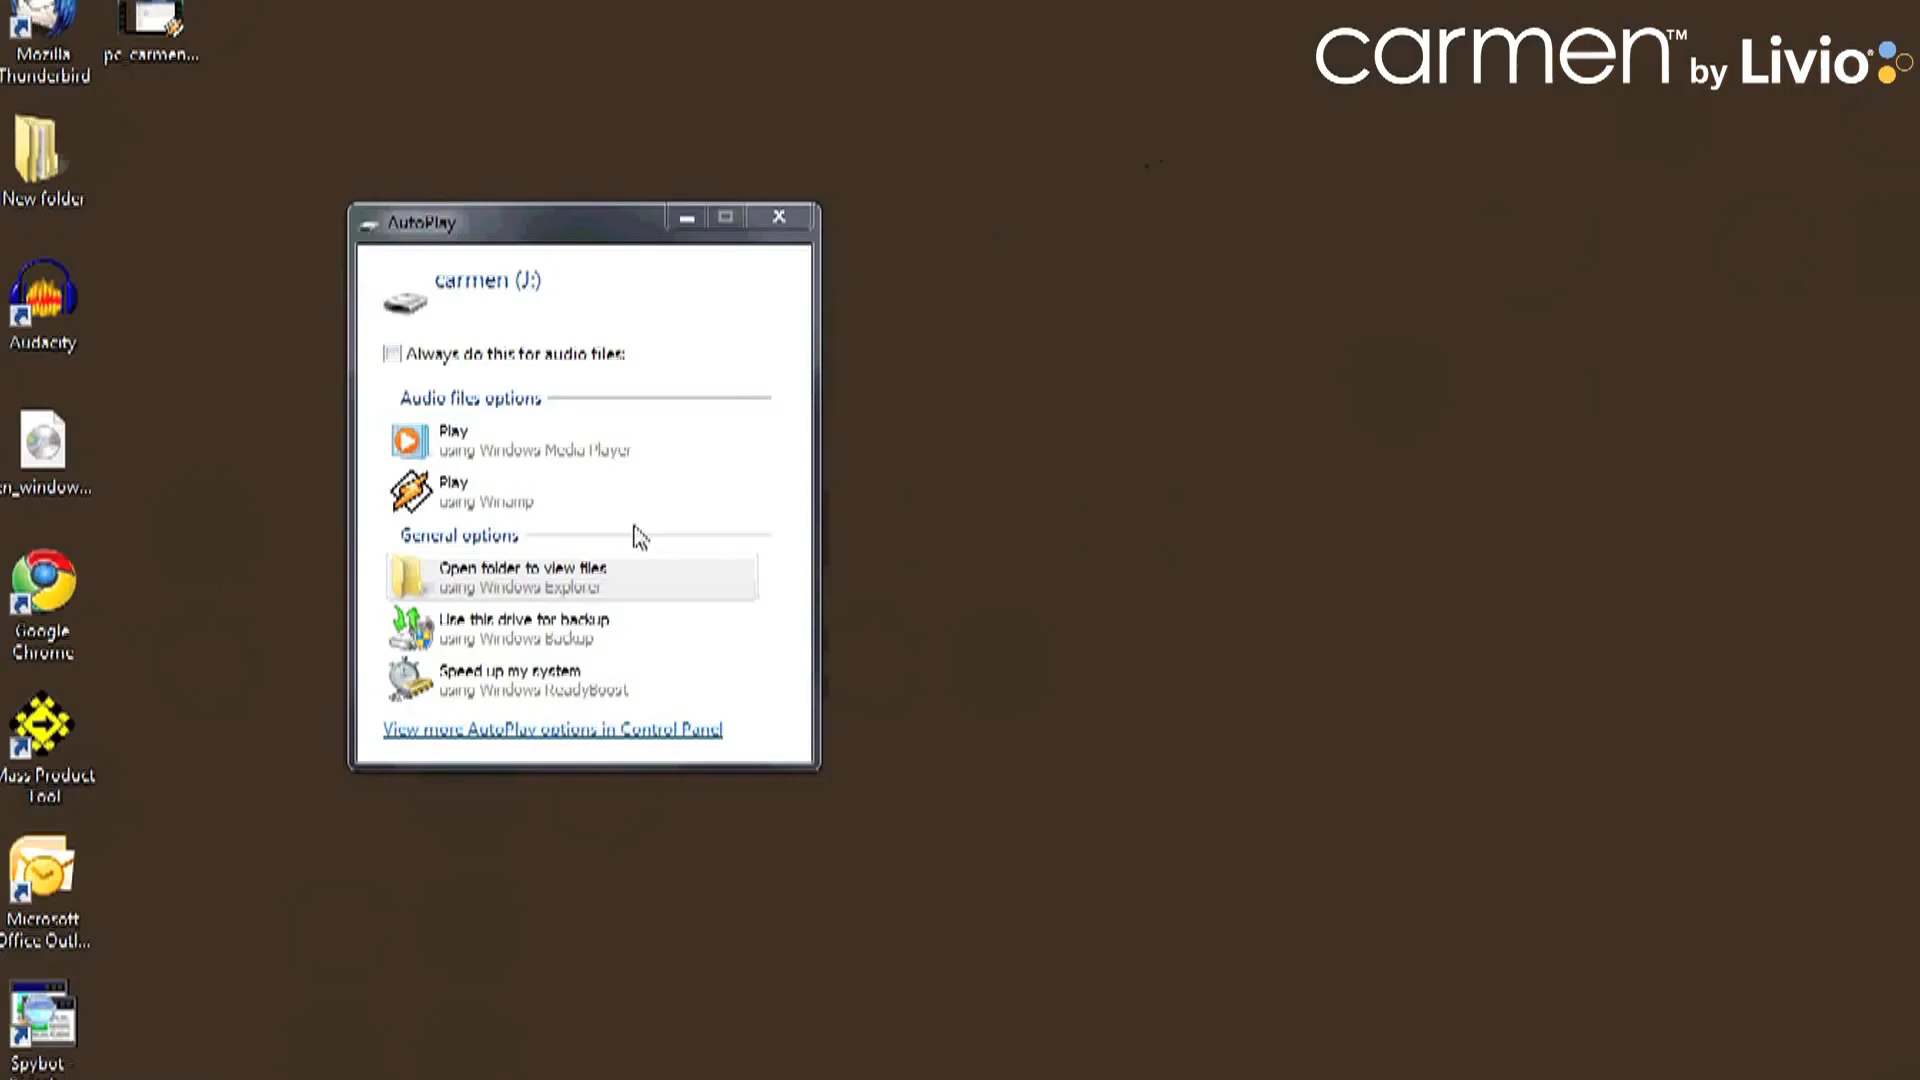 Mozilla
Thunderbird
pc_carmen...
carmen™ by Livio®
New folder
AutoPlay
carmen (J:)
Always do this for audio files:
Audio files options
Play
using Windows Media Player
Play
using Winamp
General options
Open folder to view files
using Windows Explorer
Use this drive for backup
using Windows Backup
Speed up my system
using Windows ReadyBoost
View more AutoPlay options in Control Panel
Audacity
en_window...
Google
Chrome
Mass Product
Tool
Microsoft
Office Outl...
Spybot -